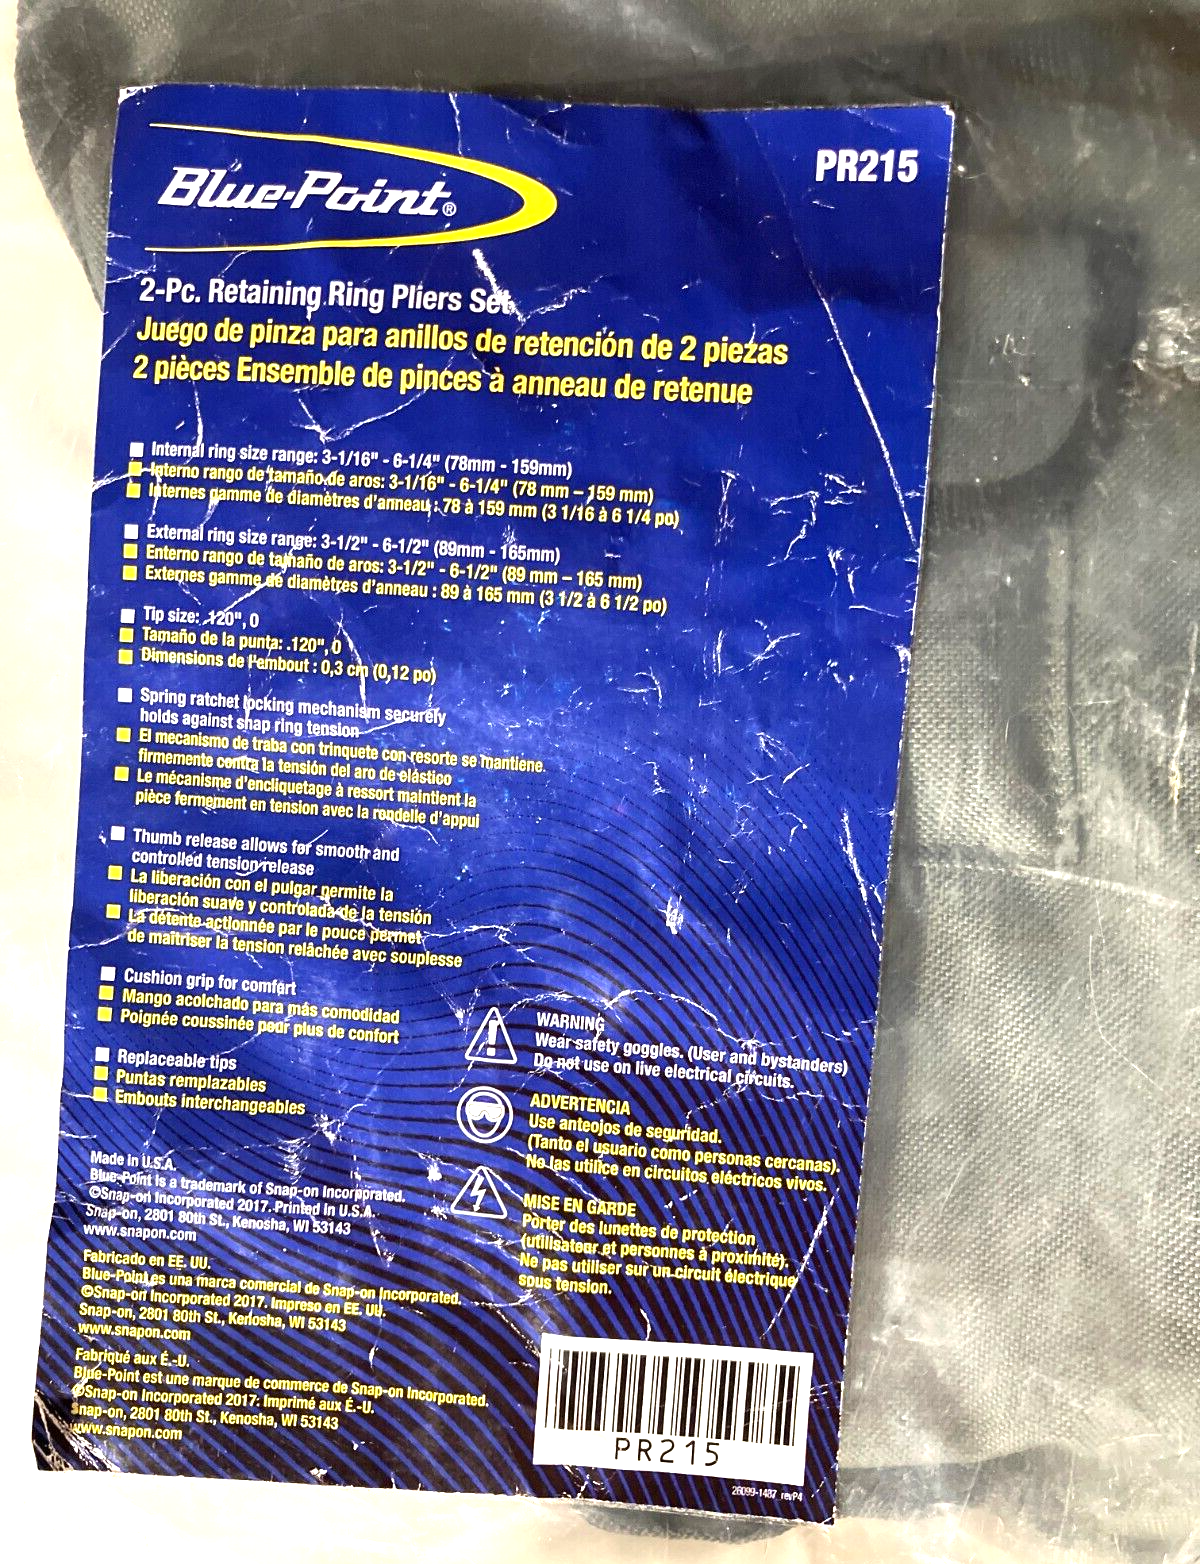 Blue-Point®
PR215
2-Pc. Retaining Ring Pliers Set
Juego de pinza para anillos de retención de 2 piezas
2 pièces Ensemble de pinces à anneau de retenue
Internal ring size range: 3-1/16" - 6-1/4" (78mm - 159mm)
Interno rango de tamaño de aros: 3-1/16" - 6-1/4" (78 mm – 159 mm)
Internes gamme de diamètres d'anneau : 78 à 159 mm (3 1/16 à 6 1/4 po)
External ring size range: 3-1/2" - 6-1/2" (89mm - 165mm)
Enterno rango de tamaño de aros: 3-1/2" - 6-1/2" (89 mm – 165 mm)
Externes gamme de diamètres d'anneau : 89 à 165 mm (3 1/2 à 6 1/2 po)
Tip size: .120", 0
Tamaño de la punta: .120", 0
Dimensions de l'embout : 0,3 cm (0,12 po)
Spring ratchet locking mechanism securely
holds against snap ring tension
El mecanismo de traba con trinquete con resorte se mantiene
firmemente contra la tensión del aro de elástico
Le mécanisme d'encliquetage à ressort maintient la
pièce fermement en tension avec la rondelle d'appui
Thumb release allows for smooth and
controlled tension release
La liberación con el pulgar permite la
liberación suave y controlada de la tensión
La détente actionnée par le pouce permet
de maîtriser la tension relâchée avec souplesse
Cushion grip for comfort
Mango acolchado para más comodidad
Poignée coussinée pour plus de confort
Replaceable tips
Puntas remplazables
Embouts interchangeables
WARNING
Wear safety goggles. (User and bystanders)
Do not use on live electrical circuits.
ADVERTENCIA
Use anteojos de seguridad.
(Tanto el usuario como personas cercanas).
No las utilice en circuitos eléctricos vivos.
MISE EN GARDE
Porter des lunettes de protection
(utilisateur et personnes à proximité).
Ne pas utiliser sur un circuit électrique
sous tension.
Made in U.S.A.
Blue-Point is a trademark of Snap-on Incorporated.
©Snap-on Incorporated 2017. Printed in U.S.A.
Snap-on, 2801 80th St., Kenosha, WI 53143
www.snapon.com
Fabricado en EE. UU.
Blue-Point es una marca comercial de Snap-on Incorporated.
©Snap-on Incorporated 2017. Impreso en EE. UU.
Snap-on, 2801 80th St., Kenosha, WI 53143
www.snapon.com
Fabriqué aux É.-U.
Blue-Point est une marque de commerce de Snap-on Incorporated.
©Snap-on Incorporated 2017. Imprimé aux É.-U.
Snap-on, 2801 80th St., Kenosha, WI 53143
www.snapon.com
PR215
26099-1487 revP4